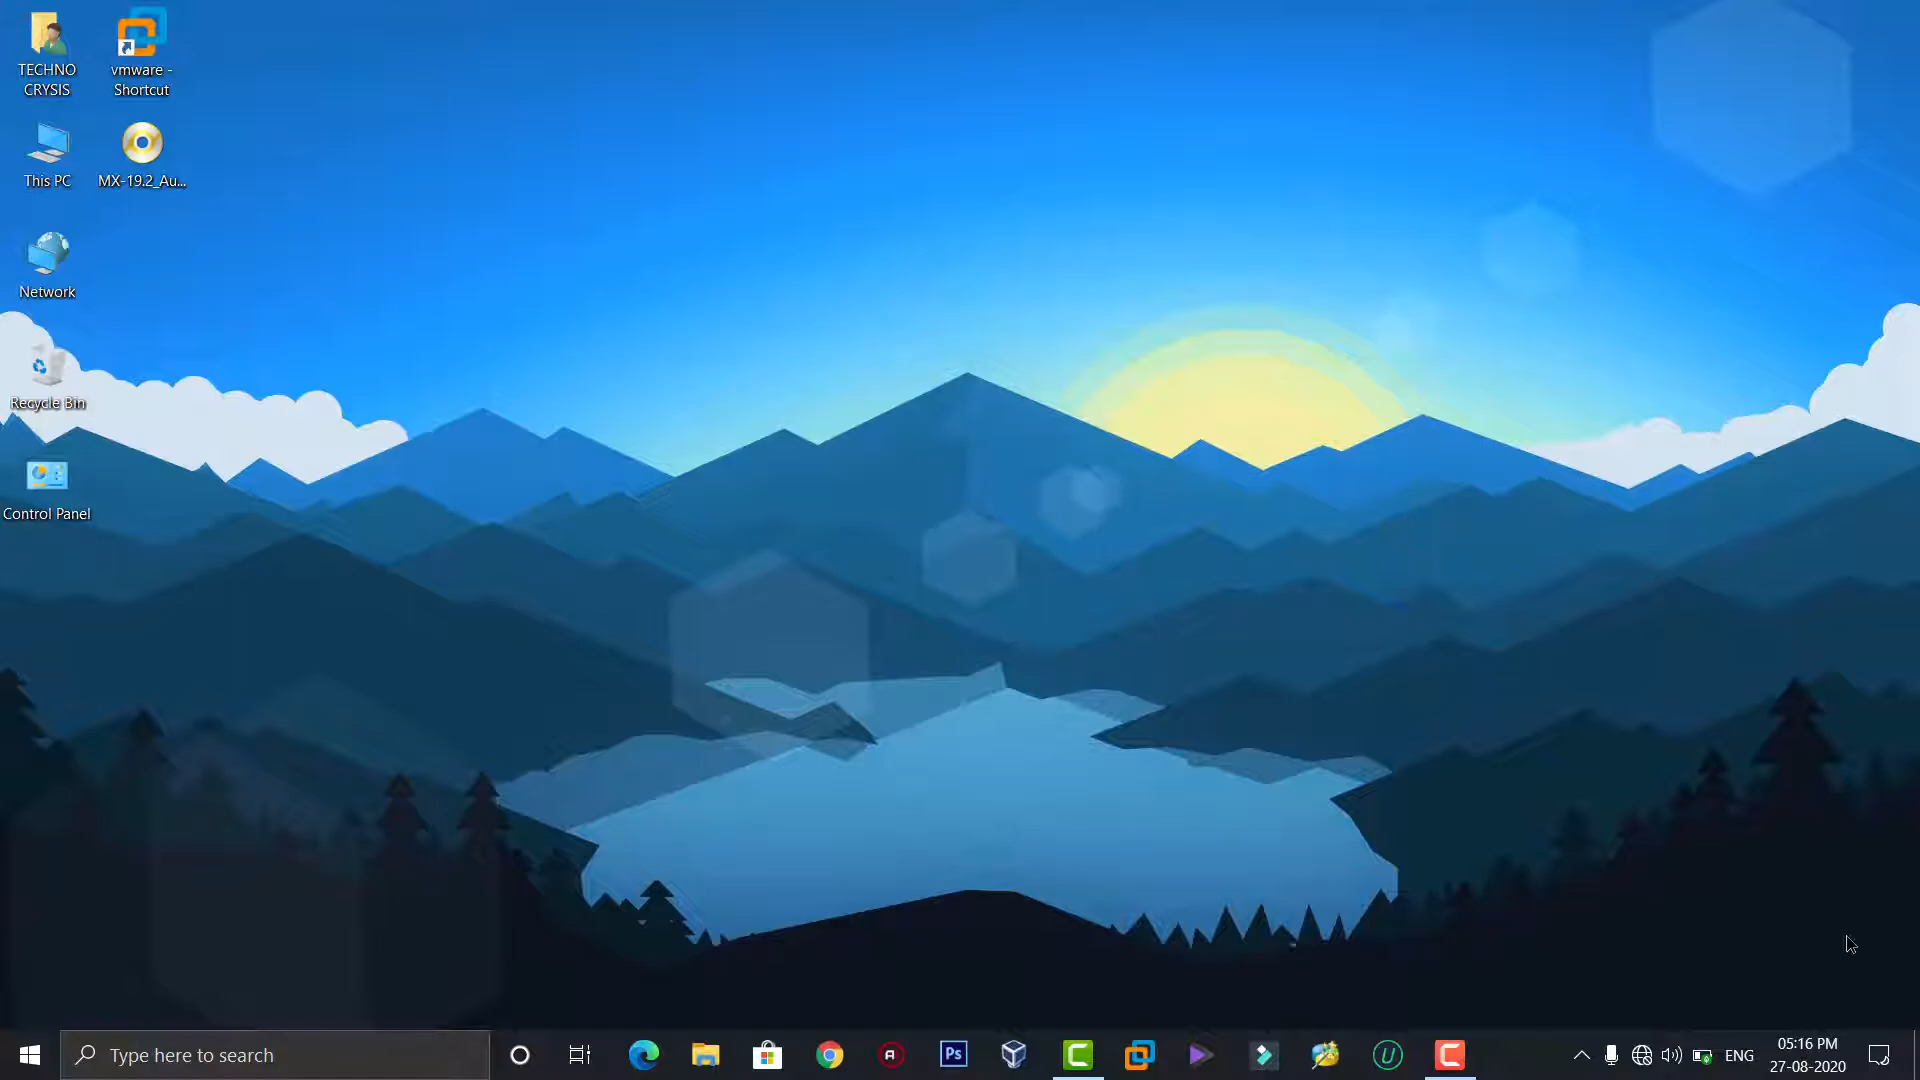 TECHNO
CRYSIS
vmware -
Shortcut
This PC
MX-19.2_Au...
Network
Recycle Bin
Control Panel
Type here to search
A
Ps
C
U
C
ENG
05:16 PM
27-08-2020